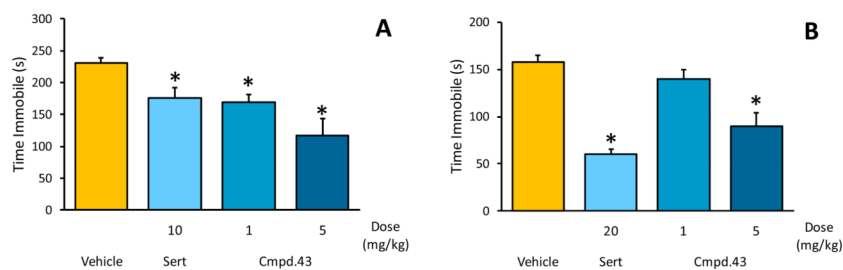 A
Time Immobile (s)
300
250
200
150
100
50
0
*
*
*
10
1
5
Dose
(mg/kg)
Vehicle
Sert
Cmpd.43
B
Time Immobile (s)
200
150
100
50
0
*
*
20
1
5
Dose
(mg/kg)
Vehicle
Sert
Cmpd.43